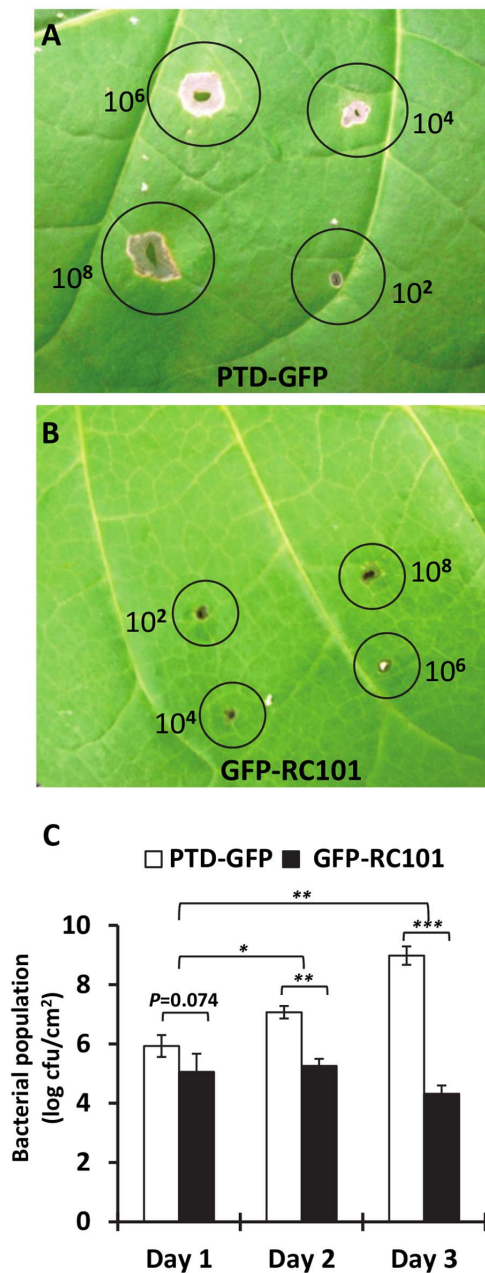 A
10⁶
10⁴
10⁸
10²
PTD-GFP
B
10⁸
10²
10⁶
10⁴
GFP-RC101
C
PTD-GFP GFP-RC101
**
***
*
**
P=0.074
10
8
6
4
2
0
Bacterial population
(log cfu/cm²)
Day 1 Day 2 Day 3